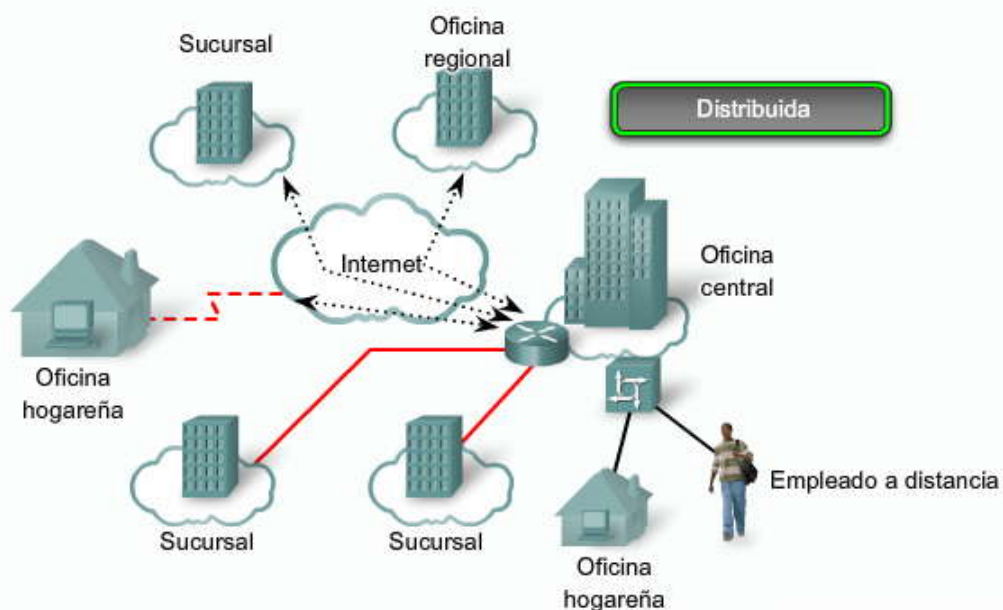 Sucursal
Oficina
regional
Distribuida
Internet
Oficina
central
Oficina
hogareña
Sucursal
Sucursal
Empleado a distancia
Oficina
hogareña